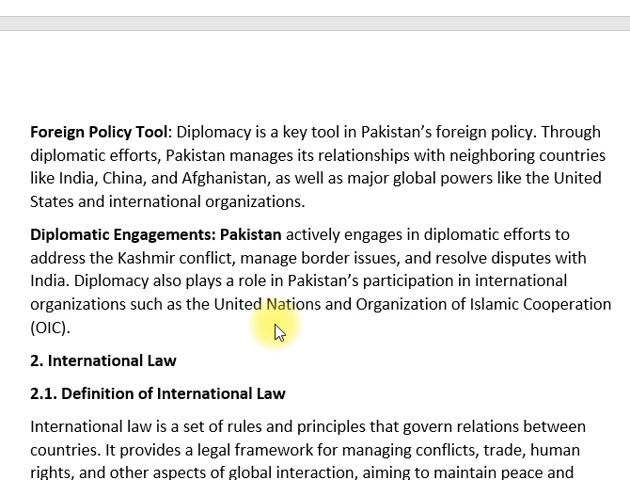 Foreign Policy Tool: Diplomacy is a key tool in Pakistan’s foreign policy. Through
diplomatic efforts, Pakistan manages its relationships with neighboring countries
like India, China, and Afghanistan, as well as major global powers like the United
States and international organizations.
Diplomatic Engagements: Pakistan actively engages in diplomatic efforts to
address the Kashmir conflict, manage border issues, and resolve disputes with
India. Diplomacy also plays a role in Pakistan’s participation in international
organizations such as the United Nations and Organization of Islamic Cooperation
(OIC).
2. International Law
2.1. Definition of International Law
International law is a set of rules and principles that govern relations between
countries. It provides a legal framework for managing conflicts, trade, human
rights, and other aspects of global interaction, aiming to maintain peace and